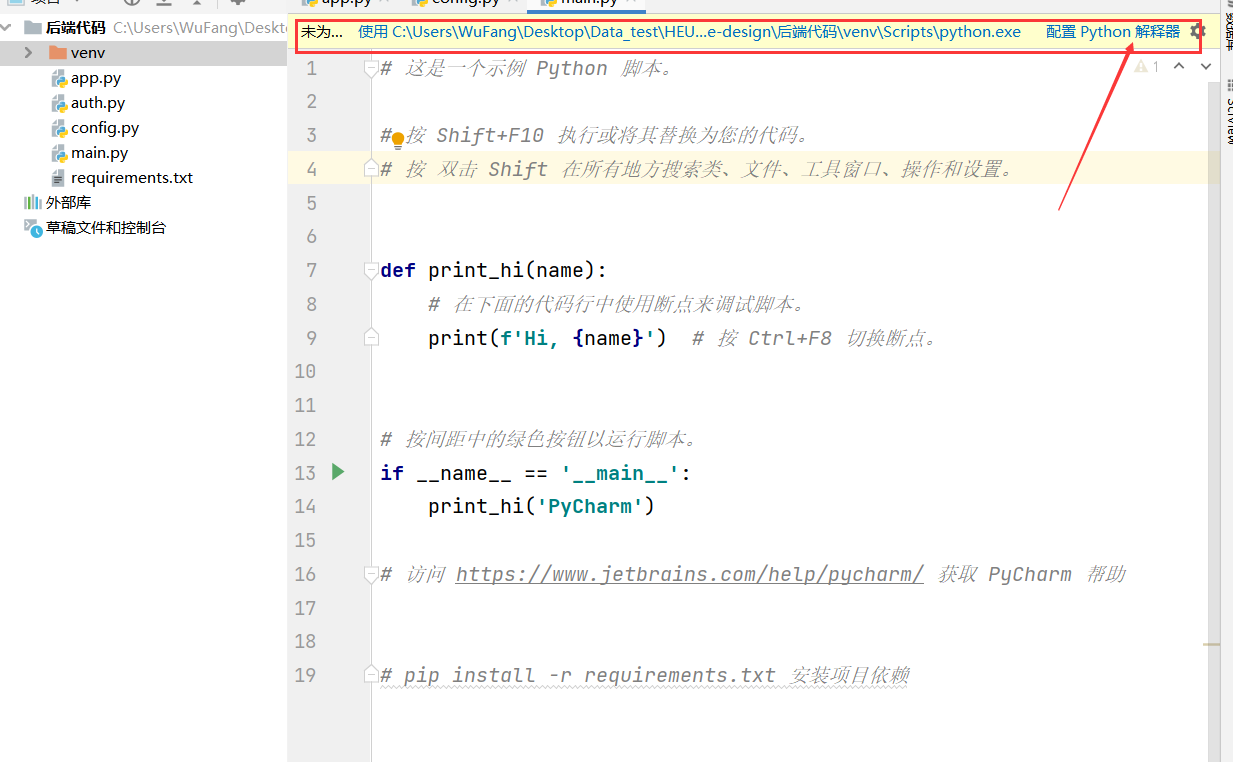 项目
app.py
config.py
main.py
后端代码 C:\Users\WuFang\Deskto
venv
app.py
auth.py
config.py
main.py
requirements.txt
外部库
草稿文件和控制台
未为... 使用 C:\Users\WuFang\Desktop\Data_test\HEU...e-design\后端代码\venv\Scripts\python.exe 配置 Python 解释器
1 # 这是一个示例 Python 脚本。
1
2
3 # 按 Shift+F10 执行或将其替换为您的代码。
4 # 按 双击 Shift 在所有地方搜索类、文件、工具窗口、操作和设置。
5
6
7 def print_hi(name):
8 # 在下面的代码行中使用断点来调试脚本。
9 print(f'Hi, {name}') # 按 Ctrl+F8 切换断点。
10
11
12 # 按间距中的绿色按钮以运行脚本。
13 if __name__ == '__main__':
14 print_hi('PyCharm')
15
16 # 访问 https://www.jetbrains.com/help/pycharm/ 获取 PyCharm 帮助
17
18
19 # pip install -r requirements.txt 安装项目依赖
数据库
SciView